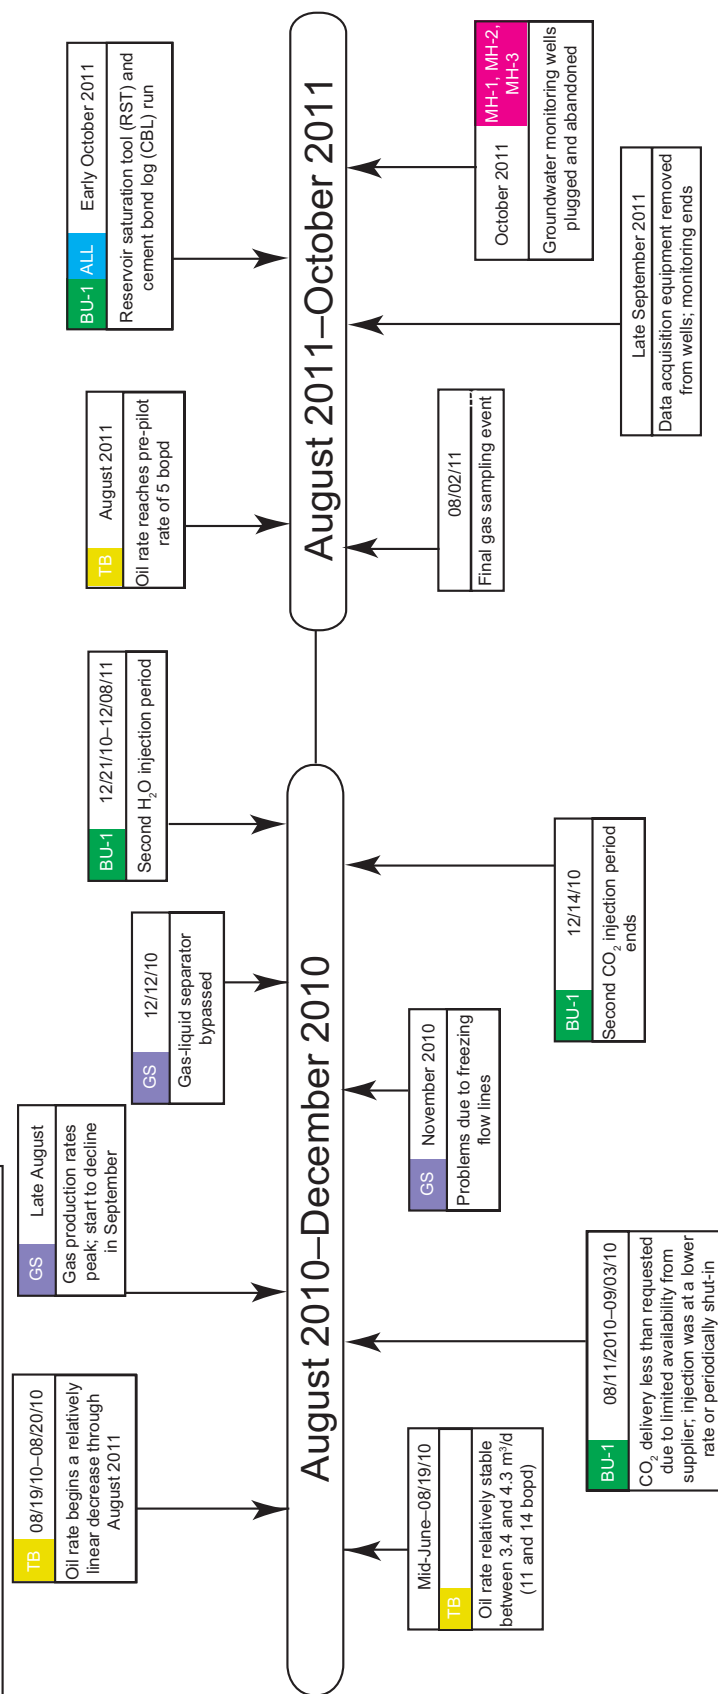 TB 08/19/10–08/20/10
Oil rate begins a relatively
linear decrease through
August 2011
GS Late August
Gas production rates
peak; start to decline
in September
GS 12/12/10
Gas-liquid separator
bypassed
BU-1 12/21/10–12/08/11
Second H₂O injection period
TB August 2011
Oil rate reaches pre-pilot
rate of 5 bopd
BU-1 ALL Early October 2011
Reservoir saturation tool (RST) and
cement bond log (CBL) run
August 2010–December 2010
August 2011–October 2011
Mid-June–08/19/10
TB
Oil rate relatively stable
between 3.4 and 4.3 m³/d
(11 and 14 bopd)
BU-1 08/11/2010–09/03/10
CO₂ delivery less than requested
due to limited availability from
supplier; injection was at a lower
rate or periodically shut-in
GS November 2010
Problems due to freezing
flow lines
BU-1 12/14/10
Second CO₂ injection period
ends
08/02/11
Final gas sampling event
Late September 2011
Data acquisition equipment removed
from wells; monitoring ends
October 2011 MH-1, MH-2,
MH-3
Groundwater monitoring wells
plugged and abandoned